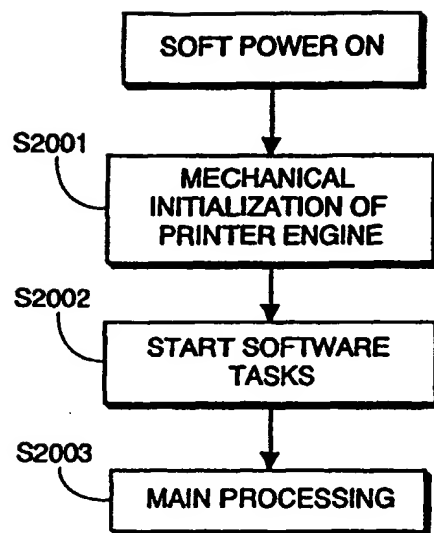 SOFT POWER ON
S2001
MECHANICAL
INITIALIZATION OF
PRINTER ENGINE
S2002
START SOFTWARE
TASKS
S2003
MAIN PROCESSING